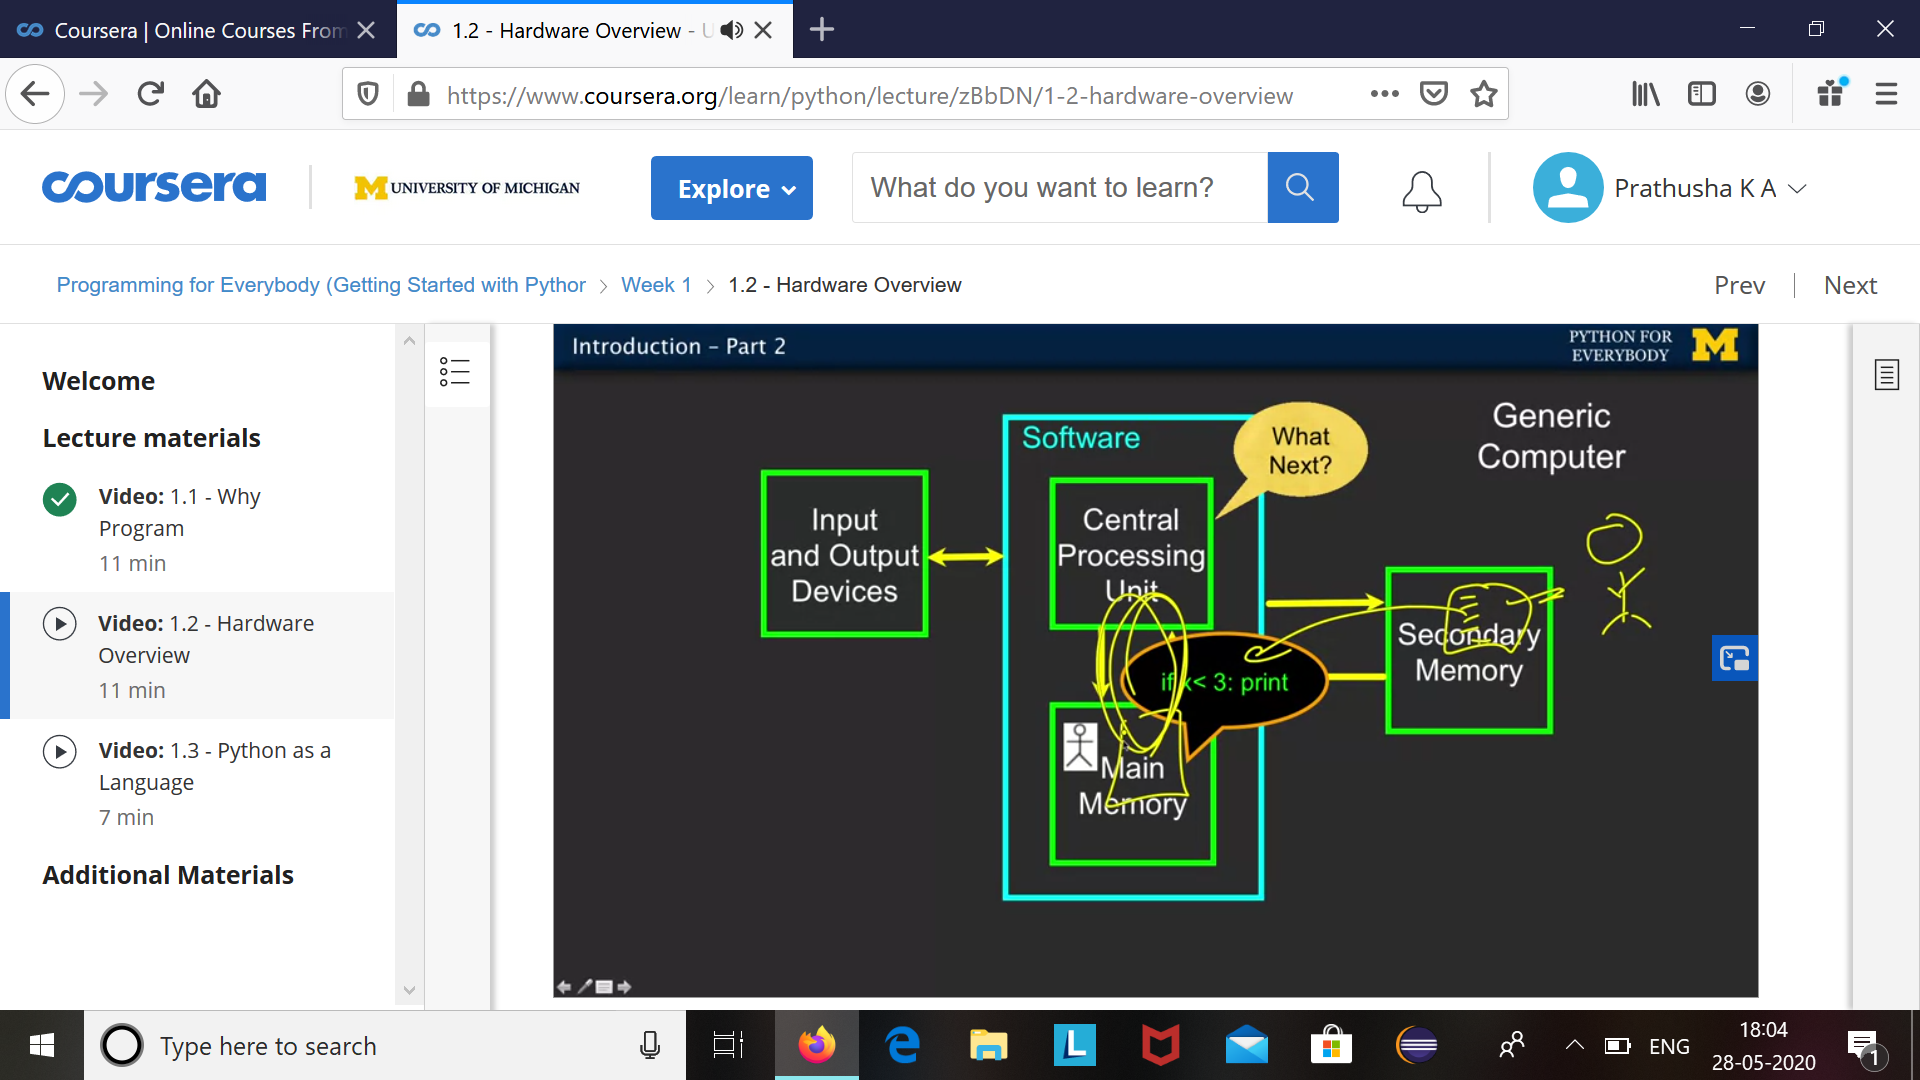 Coursera | Online Courses From
1.2 - Hardware Overview - U
https://www.coursera.org/learn/python/lecture/zBbDN/1-2-hardware-overview
coursera
M UNIVERSITY OF MICHIGAN
Explore
What do you want to learn?
Prathusha K A
Programming for Everybody (Getting Started with Python
Week 1
1.2 - Hardware Overview
Prev
Next
Welcome
Lecture materials
Video: 1.1 - Why
Program
11 min
Video: 1.2 - Hardware
Overview
11 min
Video: 1.3 - Python as a
Language
7 min
Additional Materials
Introduction – Part 2
PYTHON FOR
EVERYBODY
M
Software
What
Next?
Generic
Computer
Input
and Output
Devices
Central
Processing
Unit
if x< 3: print
Secondary
Memory
Main
Memory
Type here to search
L
ENG
18:04
28-05-2020
1